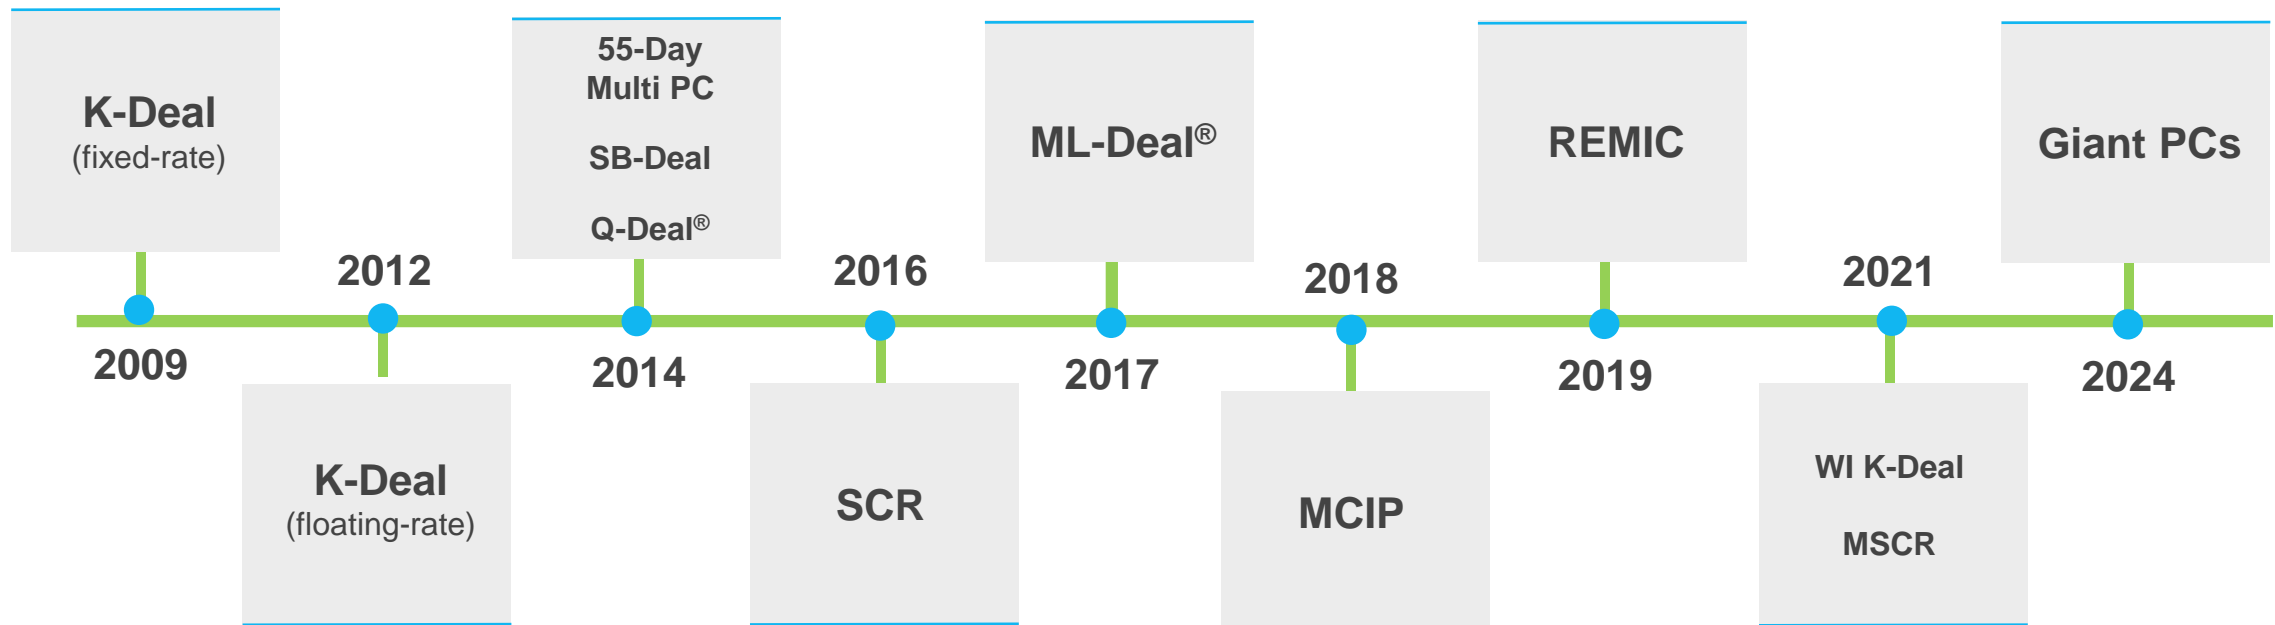 K-Deal
(fixed-rate)
2009
2012
K-Deal
(floating-rate)
55-Day
Multi PC
SB-Deal
Q-Deal®
2014
2016
SCR
ML-Deal®
2017
2018
MCIP
REMIC
2019
2021
WI K-Deal
MSCR
Giant PCs
2024